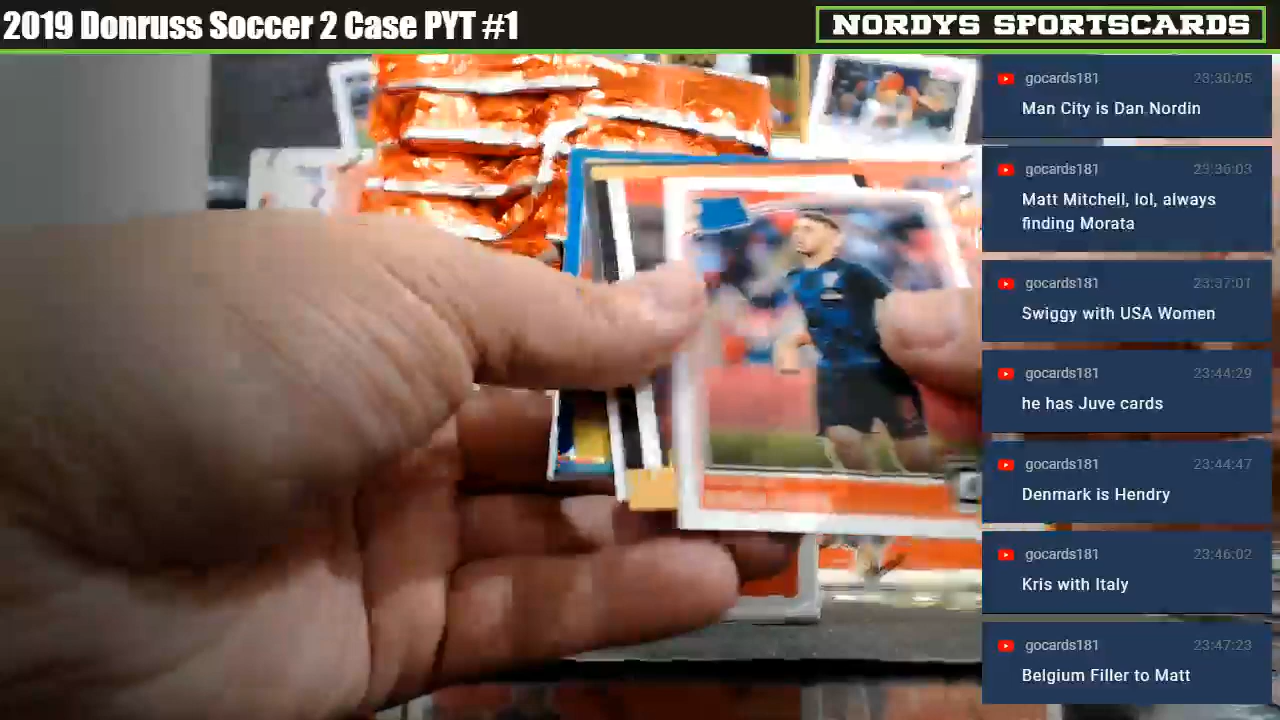 2019 Donruss Soccer 2 Case PYT #1
NORDYS SPORTSCARDS
gocards181 23:30:05
Man City is Dan Nordin
gocards181 23:36:03
Matt Mitchell, lol, always
finding Morata
gocards181 23:37:01
Swiggy with USA Women
gocards181 23:44:29
he has Juve cards
gocards181 23:44:47
Denmark is Hendry
gocards181 23:46:02
Kris with Italy
gocards181 23:47:23
Belgium Filler to Matt